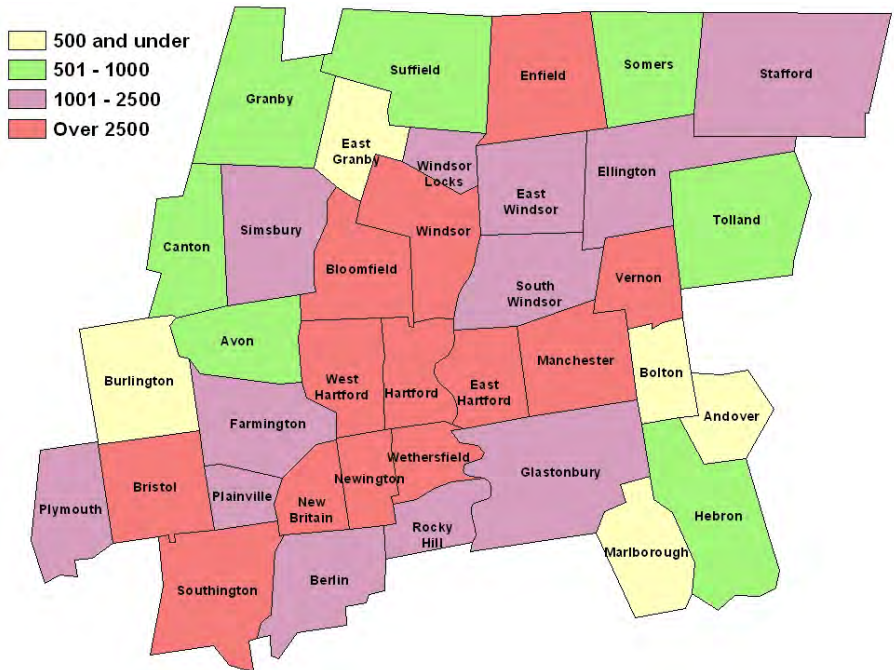 500 and under
501 - 1000
1001 - 2500
Over 2500
Granby
Suffield
Enfield
Somers
Stafford
East
Granby
Windsor
Locks
East
Windsor
Ellington
Tolland
Canton
Simsbury
Bloomfield
Windsor
South
Windsor
Vernon
Burlington
Avon
West
Hartford
Hartford
East
Hartford
Manchester
Bolton
Andover
Farmington
Plymouth
Bristol
Plainville
New
Britain
Newington
Wethersfield
Rocky
Hill
Glastonbury
Hebron
Marlborough
Southington
Berlin